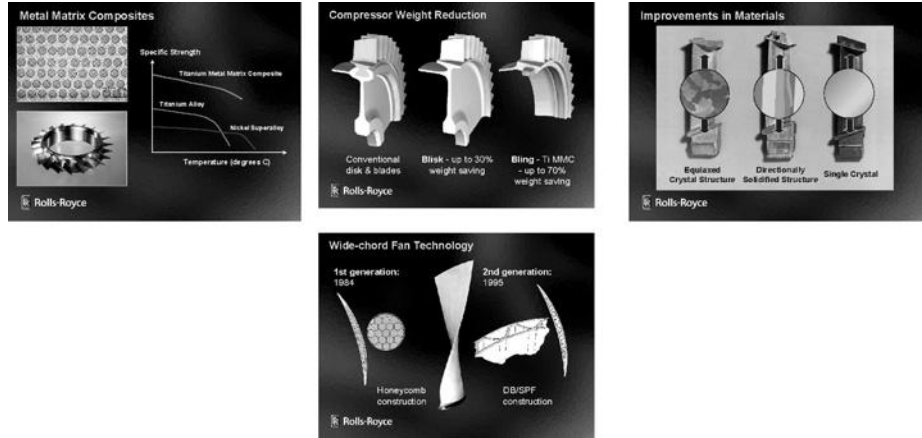 Metal Matrix Composites
Specific Strength
Titanium Metal Matrix Composite
Titanium Alloy
Nickel Superalloy
Temperature (degrees C)
Rolls-Royce
Compressor Weight Reduction
Conventional
disk & blades
Blisk - up to 30%
weight saving
Bling - Ti MMC
- up to 70%
weight saving
Rolls-Royce
Improvements in Materials
Equiaxed
Crystal Structure
Directionally
Solidified Structure
Single Crystal
Rolls-Royce
Wide-chord Fan Technology
1st generation:
1984
2nd generation:
1995
Honeycomb
construction
DB/SPF
construction
Rolls-Royce